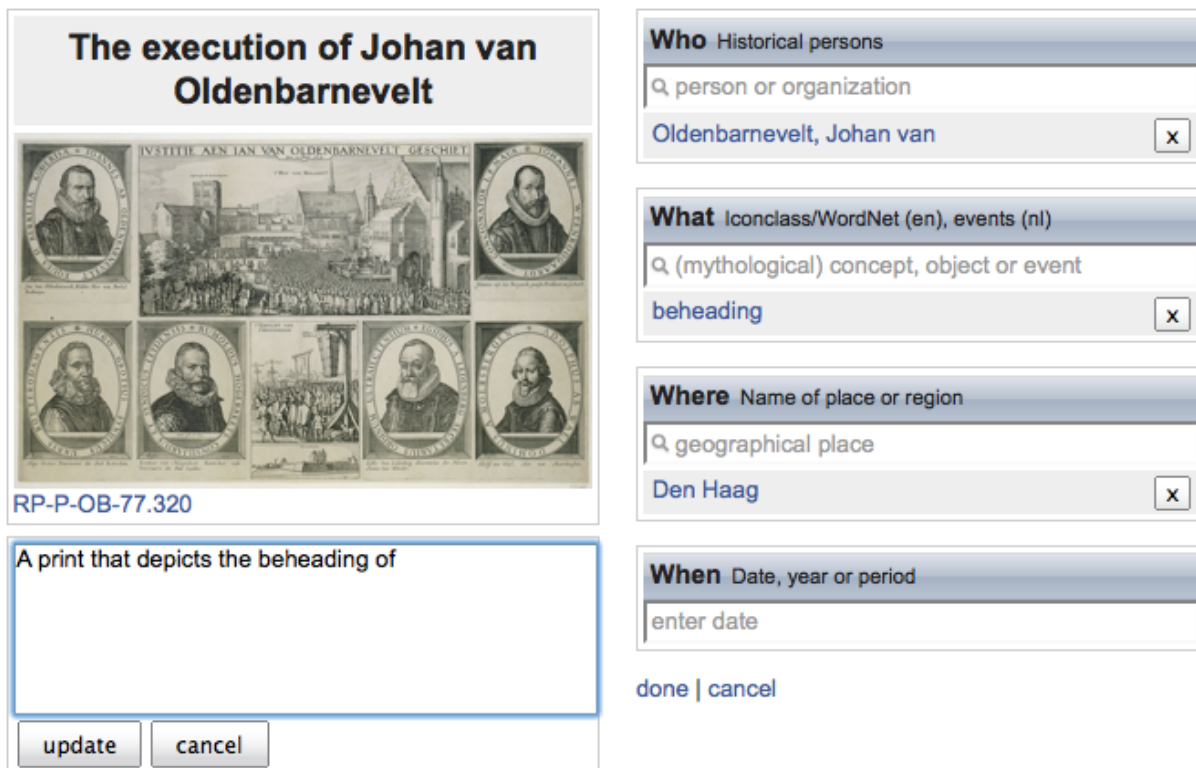 The execution of Johan van
Oldenbarnevelt
IVSTITIE AEN IAN VAN OLDENBARNEVELT GESCHIET.
RP-P-OB-77.320
A print that depicts the beheading of
update cancel
Who Historical persons
person or organization
Oldenbarnevelt, Johan van x
What Iconclass/WordNet (en), events (nl)
(mythological) concept, object or event
beheading x
Where Name of place or region
geographical place
Den Haag x
When Date, year or period
enter date
done | cancel